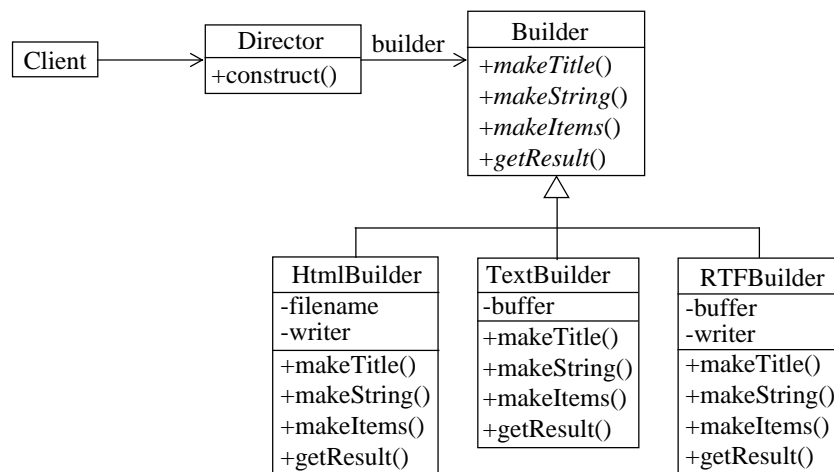 Client
Director
+construct()
builder
Builder
+makeTitle()
+makeString()
+makeItems()
+getResult()
HtmlBuilder
-filename
-writer
+makeTitle()
+makeString()
+makeItems()
+getResult()
TextBuilder
-buffer
+makeTitle()
+makeString()
+makeItems()
+getResult()
RTFBuilder
-buffer
-writer
+makeTitle()
+makeString()
+makeItems()
+getResult()